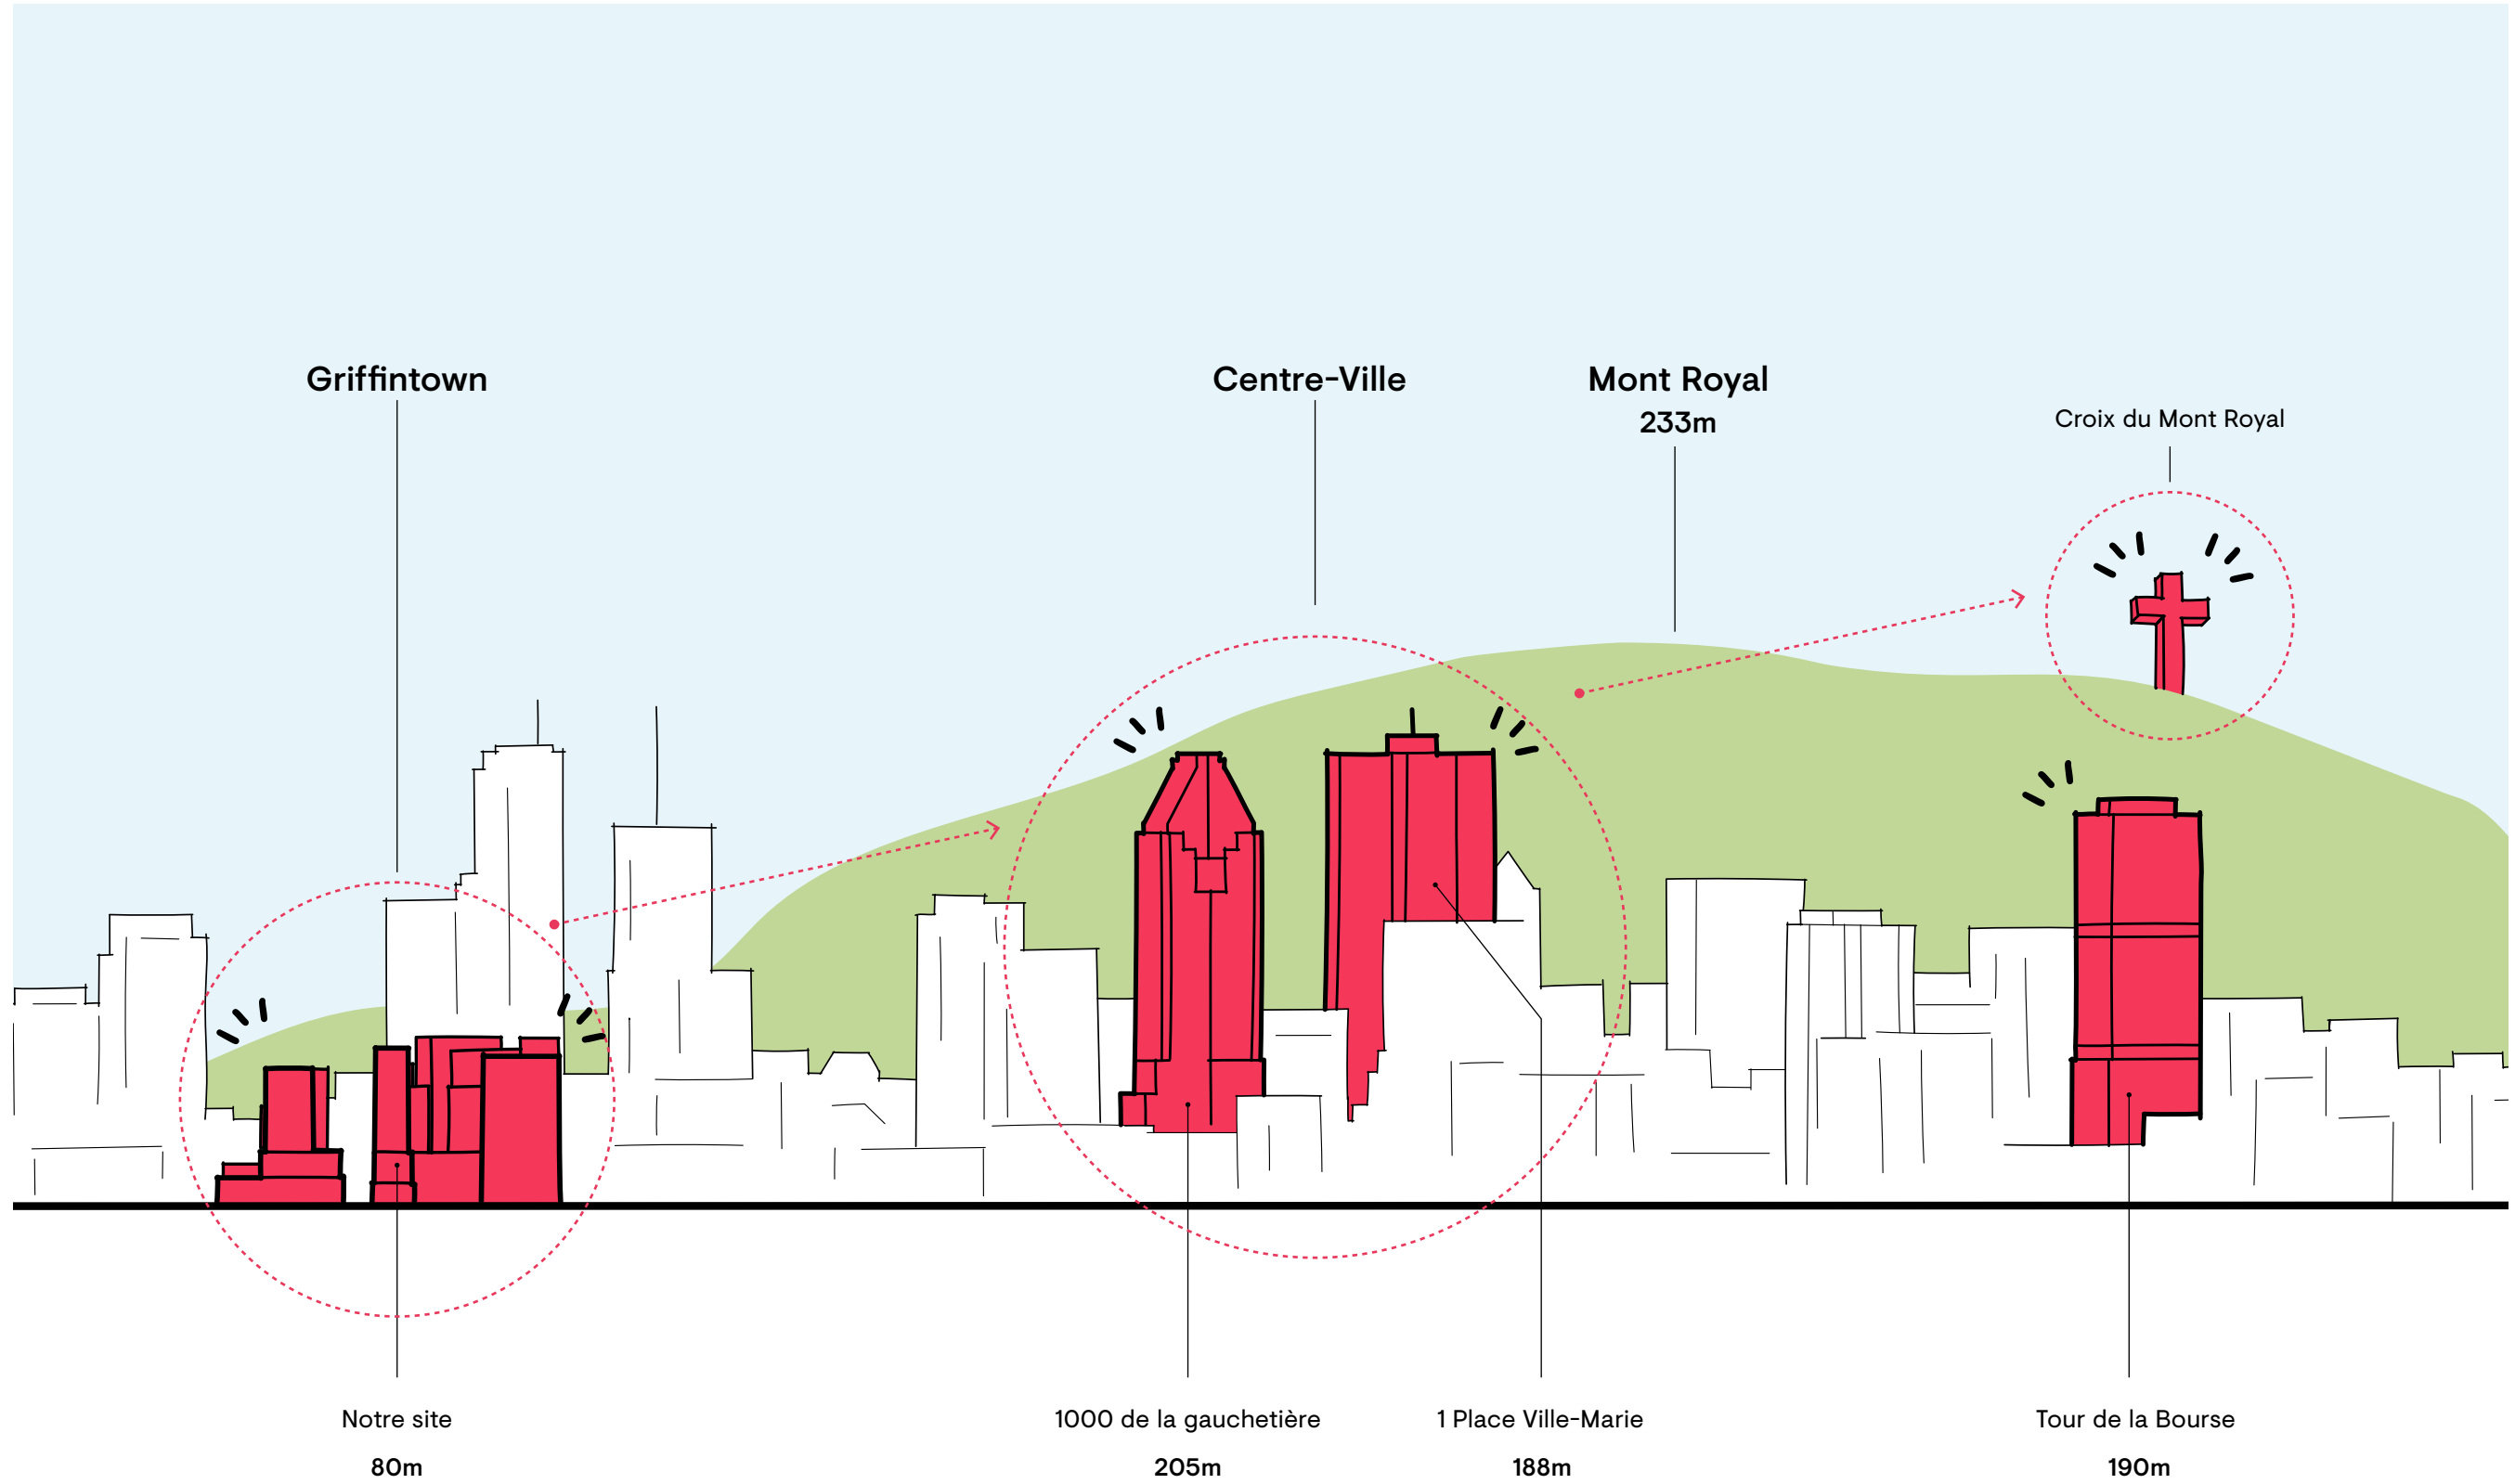 Griffintown
Centre-Ville
Mont Royal
233m
Croix du Mont Royal
Notre site
80m
1000 de la gauchetière
205m
1 Place Ville-Marie
188m
Tour de la Bourse
190m